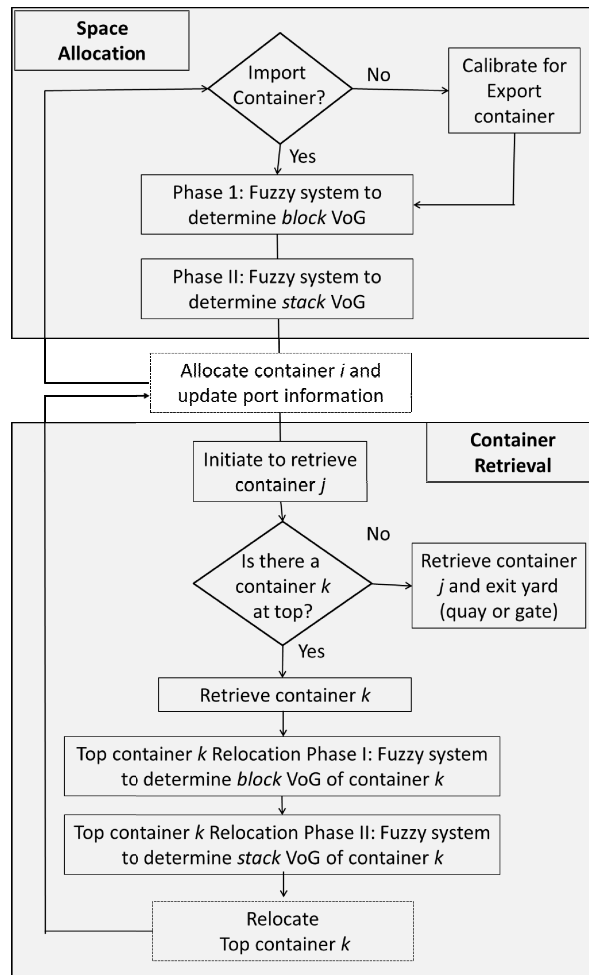 Space
Allocation
Import
Container?
No
Calibrate for
Export
container
Yes
Phase 1: Fuzzy system to
determine block VoG
Phase II: Fuzzy system to
determine stack VoG
Allocate container i and
update port information
Container
Retrieval
Initiate to retrieve
container j
Is there a
container k
at top?
No
Retrieve container
j and exit yard
(quay or gate)
Yes
Retrieve container k
Top container k Relocation Phase I: Fuzzy system
to determine block VoG of container k
Top container k Relocation Phase II: Fuzzy system
to determine stack VoG of container k
Relocate
Top container k